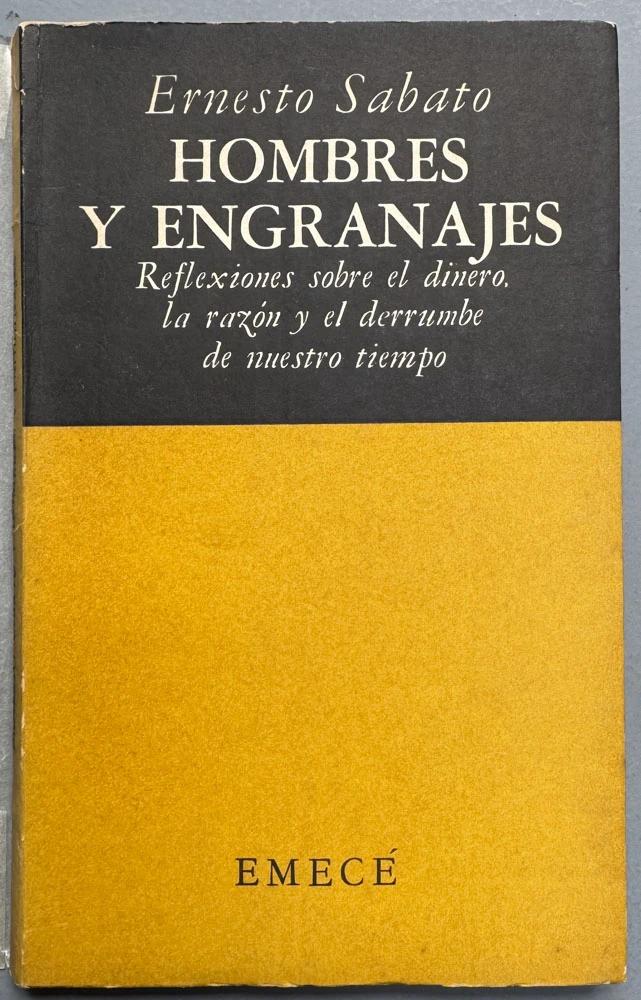 Ernesto Sabato
HOMBRES
Y ENGRANAJES
Reflexiones sobre el dinero,
la razón y el derrumbe
de nuestro tiempo
EMECÉ